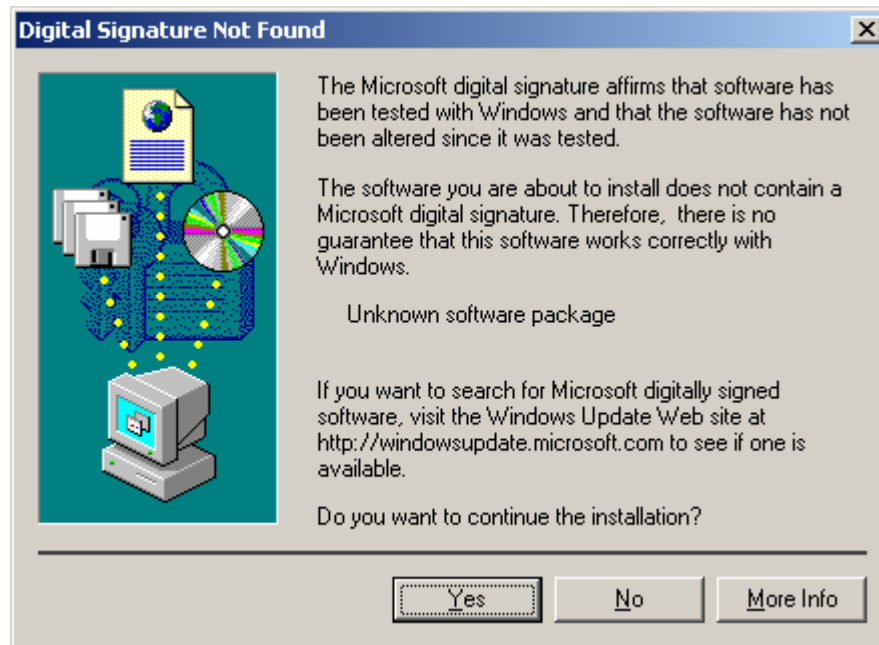 Digital Signature Not Found
The Microsoft digital signature affirms that software has
been tested with Windows and that the software has not
been altered since it was tested.
The software you are about to install does not contain a
Microsoft digital signature. Therefore,  there is no
guarantee that this software works correctly with
Windows.
Unknown software package
If you want to search for Microsoft digitally signed
software, visit the Windows Update Web site at
http://windowsupdate.microsoft.com to see if one is
available.
Do you want to continue the installation?
Yes
No
More Info